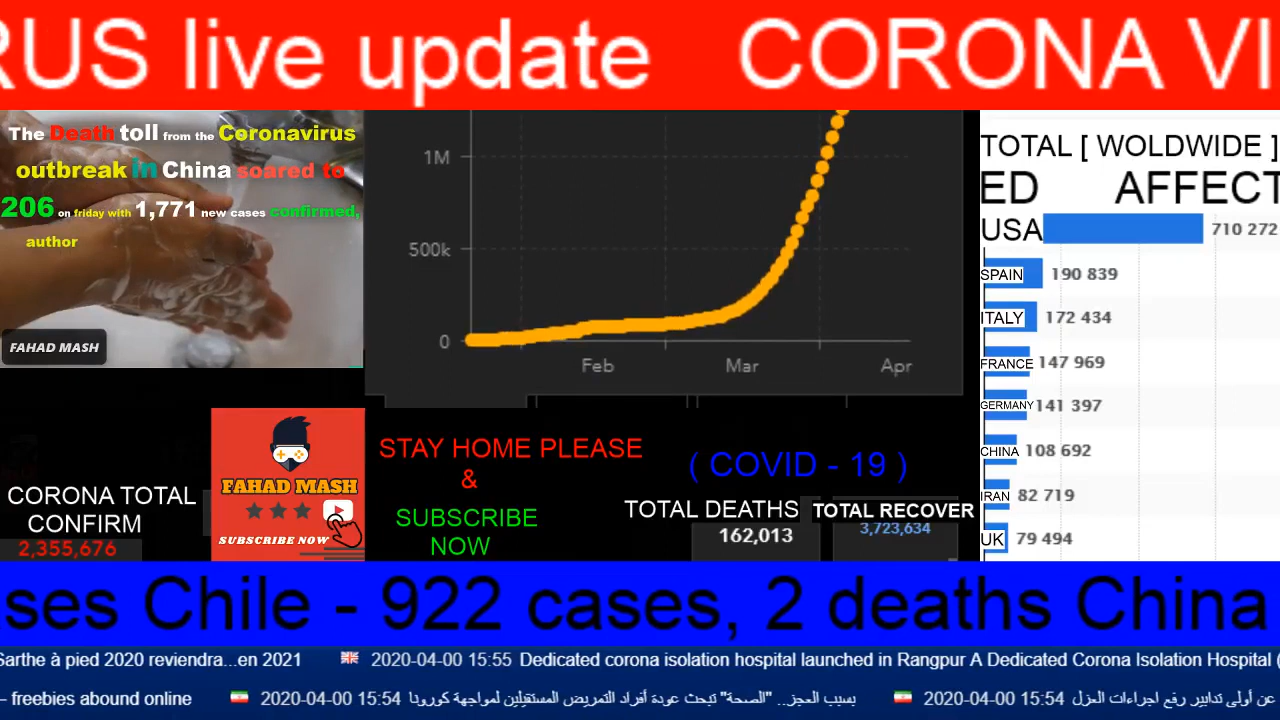 RUS live update CORONA VI
The Death toll from the Coronavirus
outbreak in China soared to
206 on friday with 1,771 new cases confirmed,
author
FAHAD MASH
1M
500k
0
Feb Mar Apr
TOTAL [ WOLDWIDE ]
ED AFFECT
USA 710 272
SPAIN 190 839
ITALY 172 434
FRANCE 147 969
GERMANY 141 397
CHINA 108 692
IRAN 82 719
UK 79 494
CORONA TOTAL
CONFIRM
2,355,676
FAHAD MASH
SUBSCRIBE NOW
STAY HOME PLEASE
&
SUBSCRIBE
NOW
( COVID - 19 )
TOTAL DEATHS
162,013
TOTAL RECOVER
3,723,634
ses Chile - 922 cases, 2 deaths China
Sarthe à pied 2020 reviendra...en 2021 2020-04-00 15:55 Dedicated corona isolation hospital launched in Rangpur A Dedicated Corona Isolation Hospital (
– freebies abound online 2020-04-00 15:54 بسبب العجز.. "الصحة" تبحث عودة أفراد التمريض المستقيلين لمواجهة كورونا 2020-04-00 15:54 عن أولى تدابير رفع اجراءات العزل